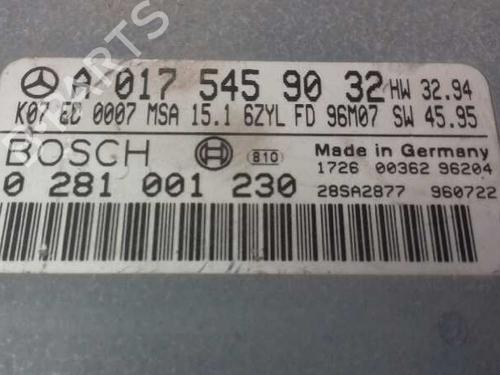 A 017 545 90 32 HW 32.94
K07 EC 0007 MSA 15.1 6ZYL FD 96M07 SW 45.95
BOSCH 810 Made in Germany
1726 00362 96204
0 281 001 230 28SA2877 960722
PARTS